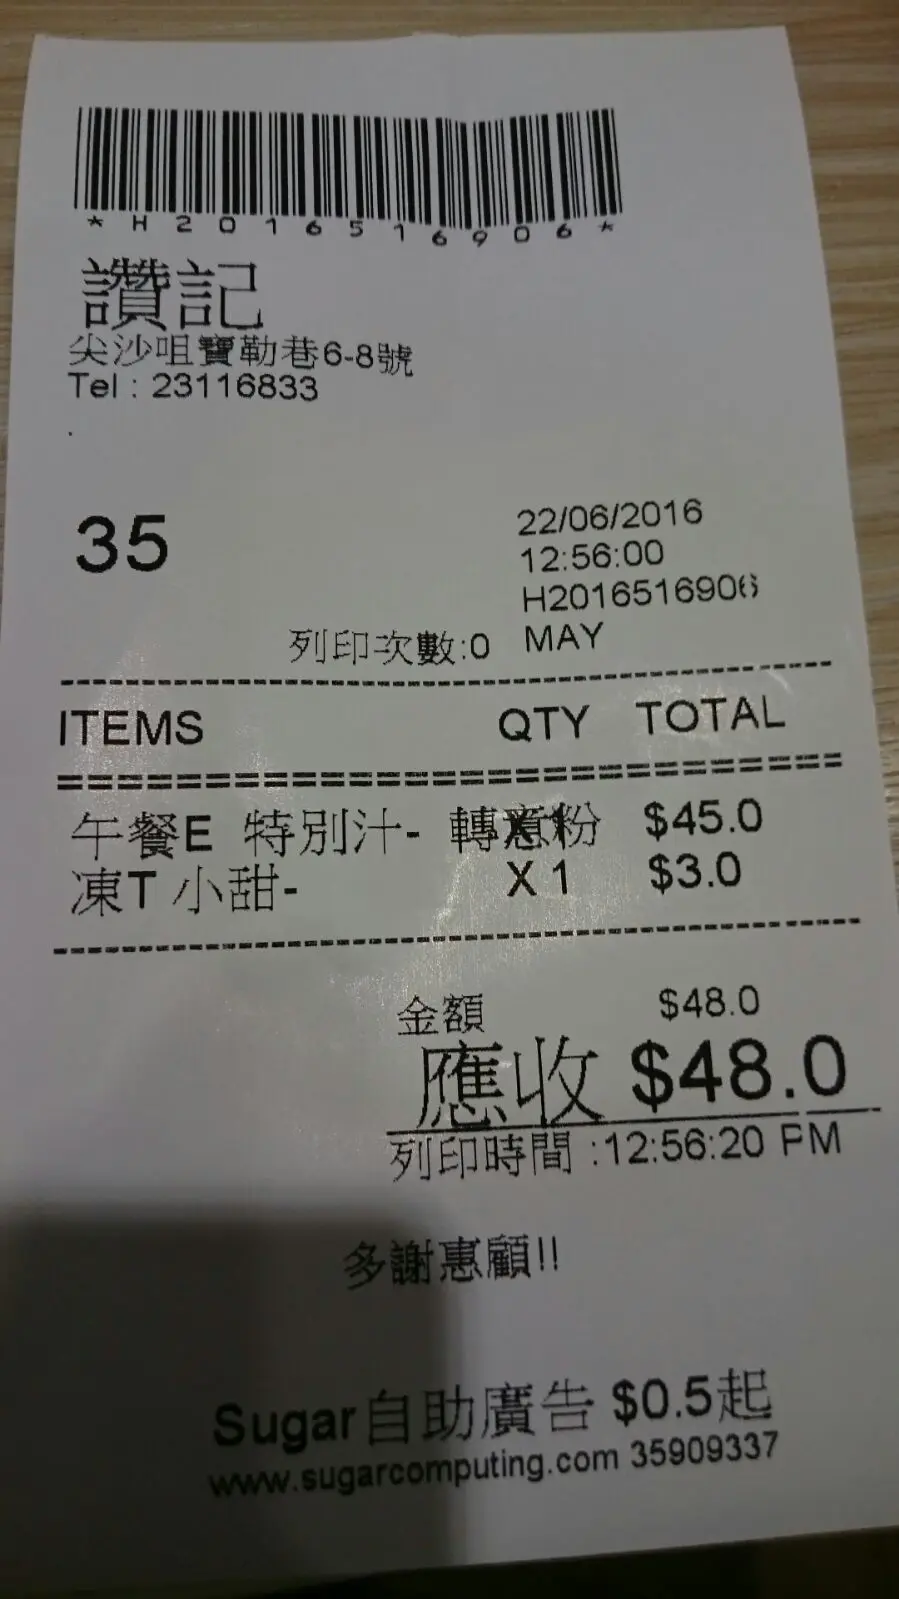 *H2016516906*
讚記
尖沙咀寶勒巷6-8號
Tel : 23116833
.
35
22/06/2016
12:56:00
H2016516906
列印次數:0 MAY
ITEMS QTY TOTAL
午餐E 特別汁- 轉意粉 X 1 $45.0
凍T 小甜- X 1 $3.0
金額 $48.0
應收 $48.0
列印時間 :12:56:20 PM
多謝惠顧!!
Sugar自助廣告 $0.5起
www.sugarcomputing.com 35909337